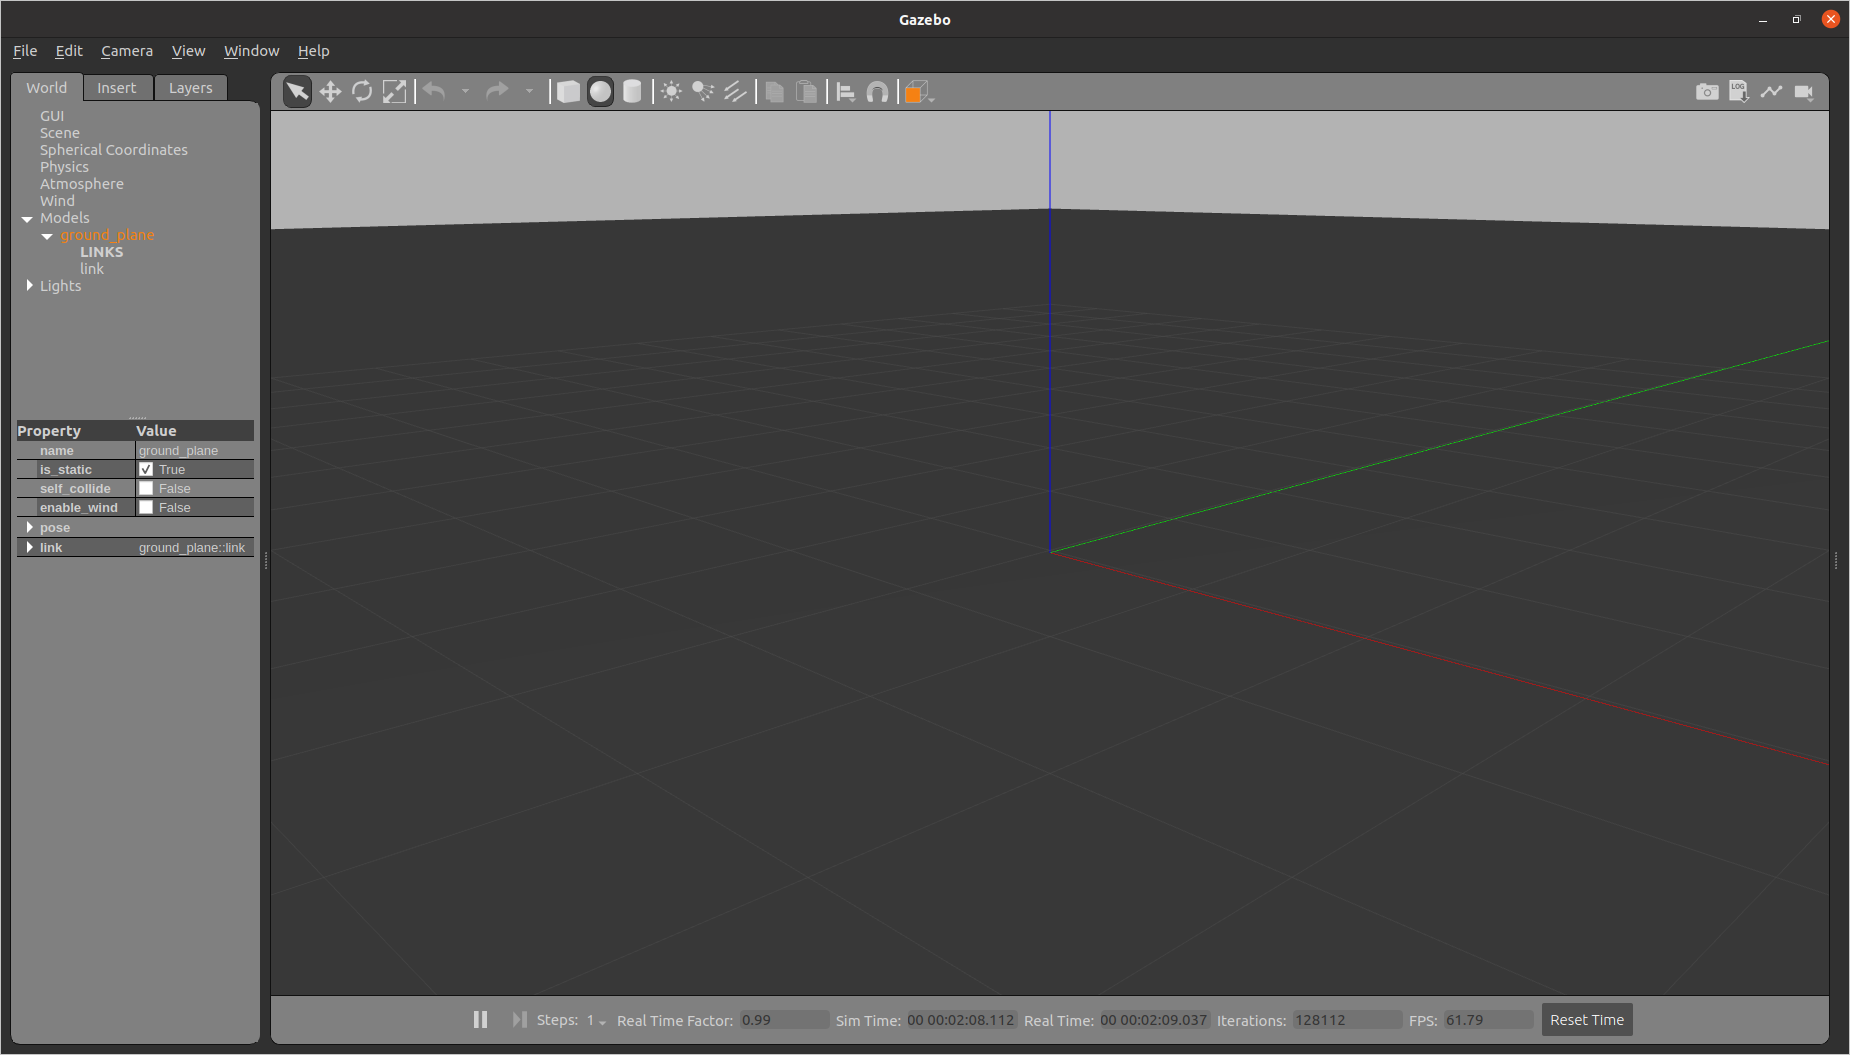 Gazebo
File Edit Camera View Window Help
World Insert Layers
LOG
GUI
Scene
Spherical Coordinates
Physics
Atmosphere
Wind
Models
ground_plane
LINKS
link
Lights
Property Value
name ground_plane
is_static True
self_collide False
enable_wind False
pose
link ground_plane::link
Steps: 1 Real Time Factor: 0.99 Sim Time: 00 00:02:08.112 Real Time: 00 00:02:09.037 Iterations: 128112 FPS: 61.79 Reset Time